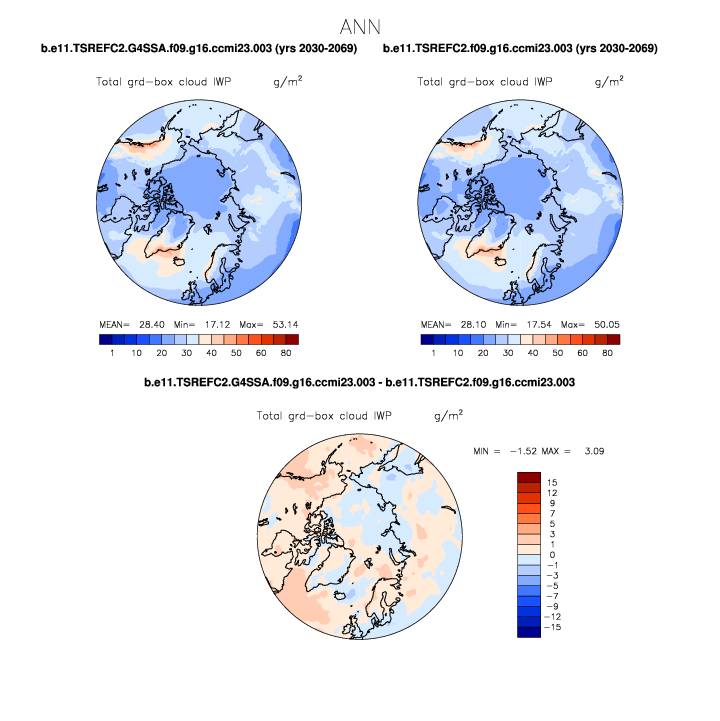 ANN
b.e11.TSREFC2.G4SSA.f09.g16.ccmi23.003 (yrs 2030-2069) b.e11.TSREFC2.f09.g16.ccmi23.003 (yrs 2030-2069)
Total grd-box cloud IWP g/m² Total grd-box cloud IWP g/m²
MEAN= 28.40 Min= 17.12 Max= 53.14 MEAN= 28.10 Min= 17.54 Max= 50.05
1 10 20 30 40 50 60 80 1 10 20 30 40 50 60 80
b.e11.TSREFC2.G4SSA.f09.g16.ccmi23.003 - b.e11.TSREFC2.f09.g16.ccmi23.003
Total grd-box cloud IWP g/m²
MIN = -1.52 MAX = 3.09
15
12
9
7
5
3
1
0
-1
-3
-5
-7
-9
-12
-15